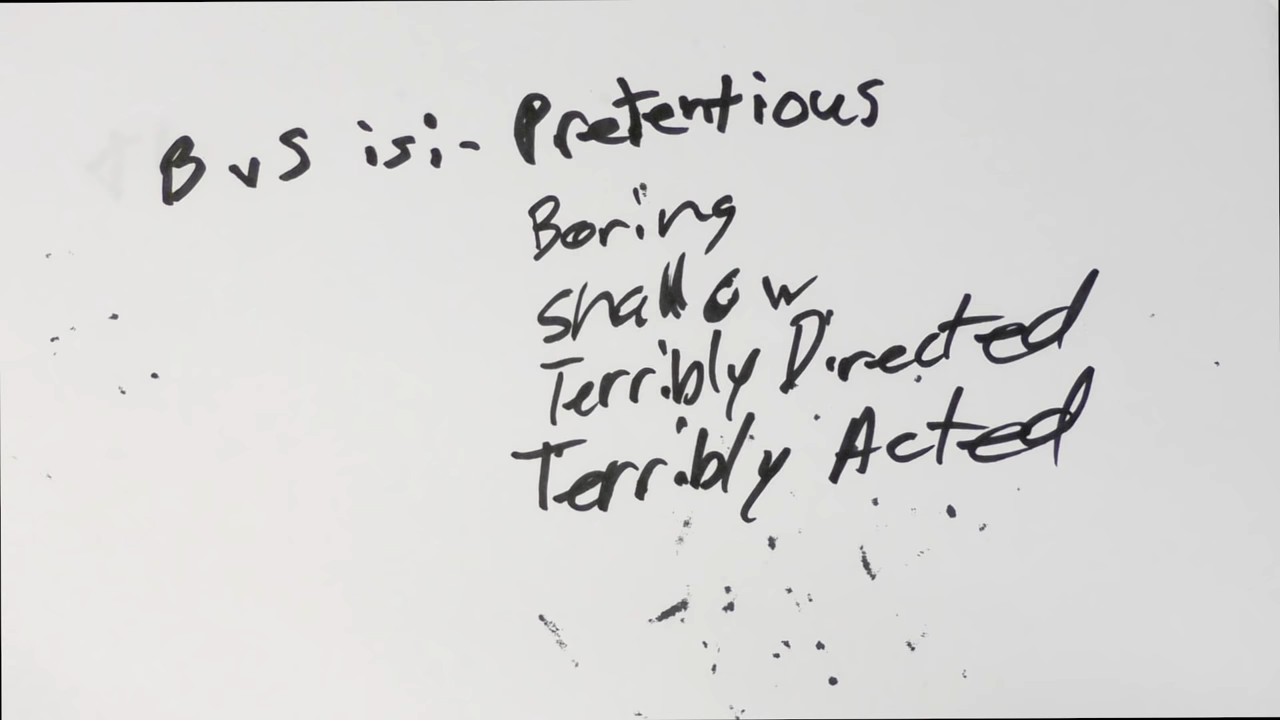 BvS is:- Pretentious
Boring
Shallow
Terribly Directed
Terribly Acted